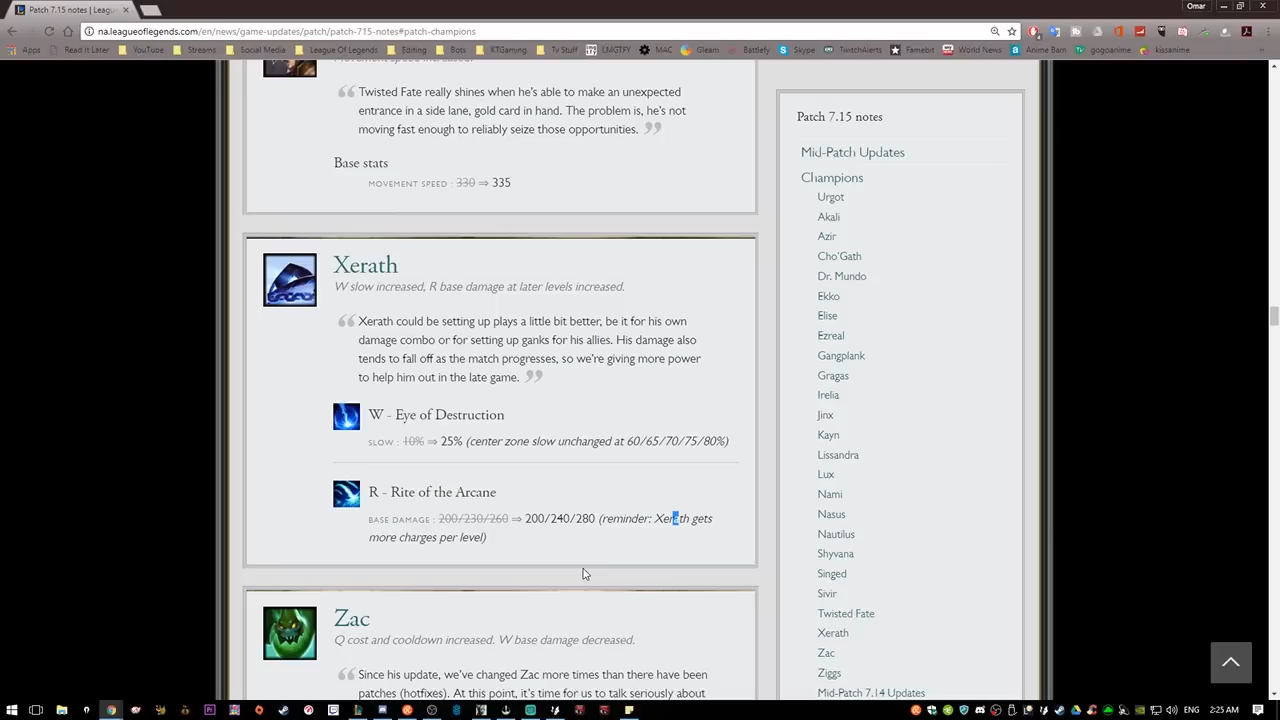 Patch 7.15 notes | Leag
Omar
na.leagueoflegends.com/en/news/game-updates/patch/patch-715-notes#patch-champions
Apps Read It Later YouTube Streams Social Media League Of Legends Editing Bots KTGaming Tv Stuff LMGTFY MAC Gleam Battlefy Skype TwitchAlerts Famebit World News Anime Bam gogoanime kissanime
Movement speed increased.
Twisted Fate really shines when he's able to make an unexpected
entrance in a side lane, gold card in hand. The problem is, he's not
moving fast enough to reliably seize those opportunities.
Base stats
MOVEMENT SPEED : 330 ⇒ 335
Xerath
W slow increased, R base damage at later levels increased.
Xerath could be setting up plays a little bit better, be it for his own
damage combo or for setting up ganks for his allies. His damage also
tends to fall off as the match progresses, so we're giving more power
to help him out in the late game.
W - Eye of Destruction
SLOW : 10% ⇒ 25% (center zone slow unchanged at 60/65/70/75/80%)
R - Rite of the Arcane
BASE DAMAGE : 200/230/260 ⇒ 200/240/280 (reminder: Xerath gets
more charges per level)
Zac
Q cost and cooldown increased. W base damage decreased.
Since his update, we've changed Zac more times than there have been
patches (hotfixes). At this point, it's time for us to talk seriously about
Patch 7.15 notes
Mid-Patch Updates
Champions
Urgot
Akali
Azir
Cho'Gath
Dr. Mundo
Ekko
Elise
Ezreal
Gangplank
Gragas
Irelia
Jinx
Kayn
Lissandra
Lux
Nami
Nasus
Nautilus
Shyvana
Singed
Sivir
Twisted Fate
Xerath
Zac
Ziggs
Mid-Patch 7.14 Updates
ENG 2:25 AM